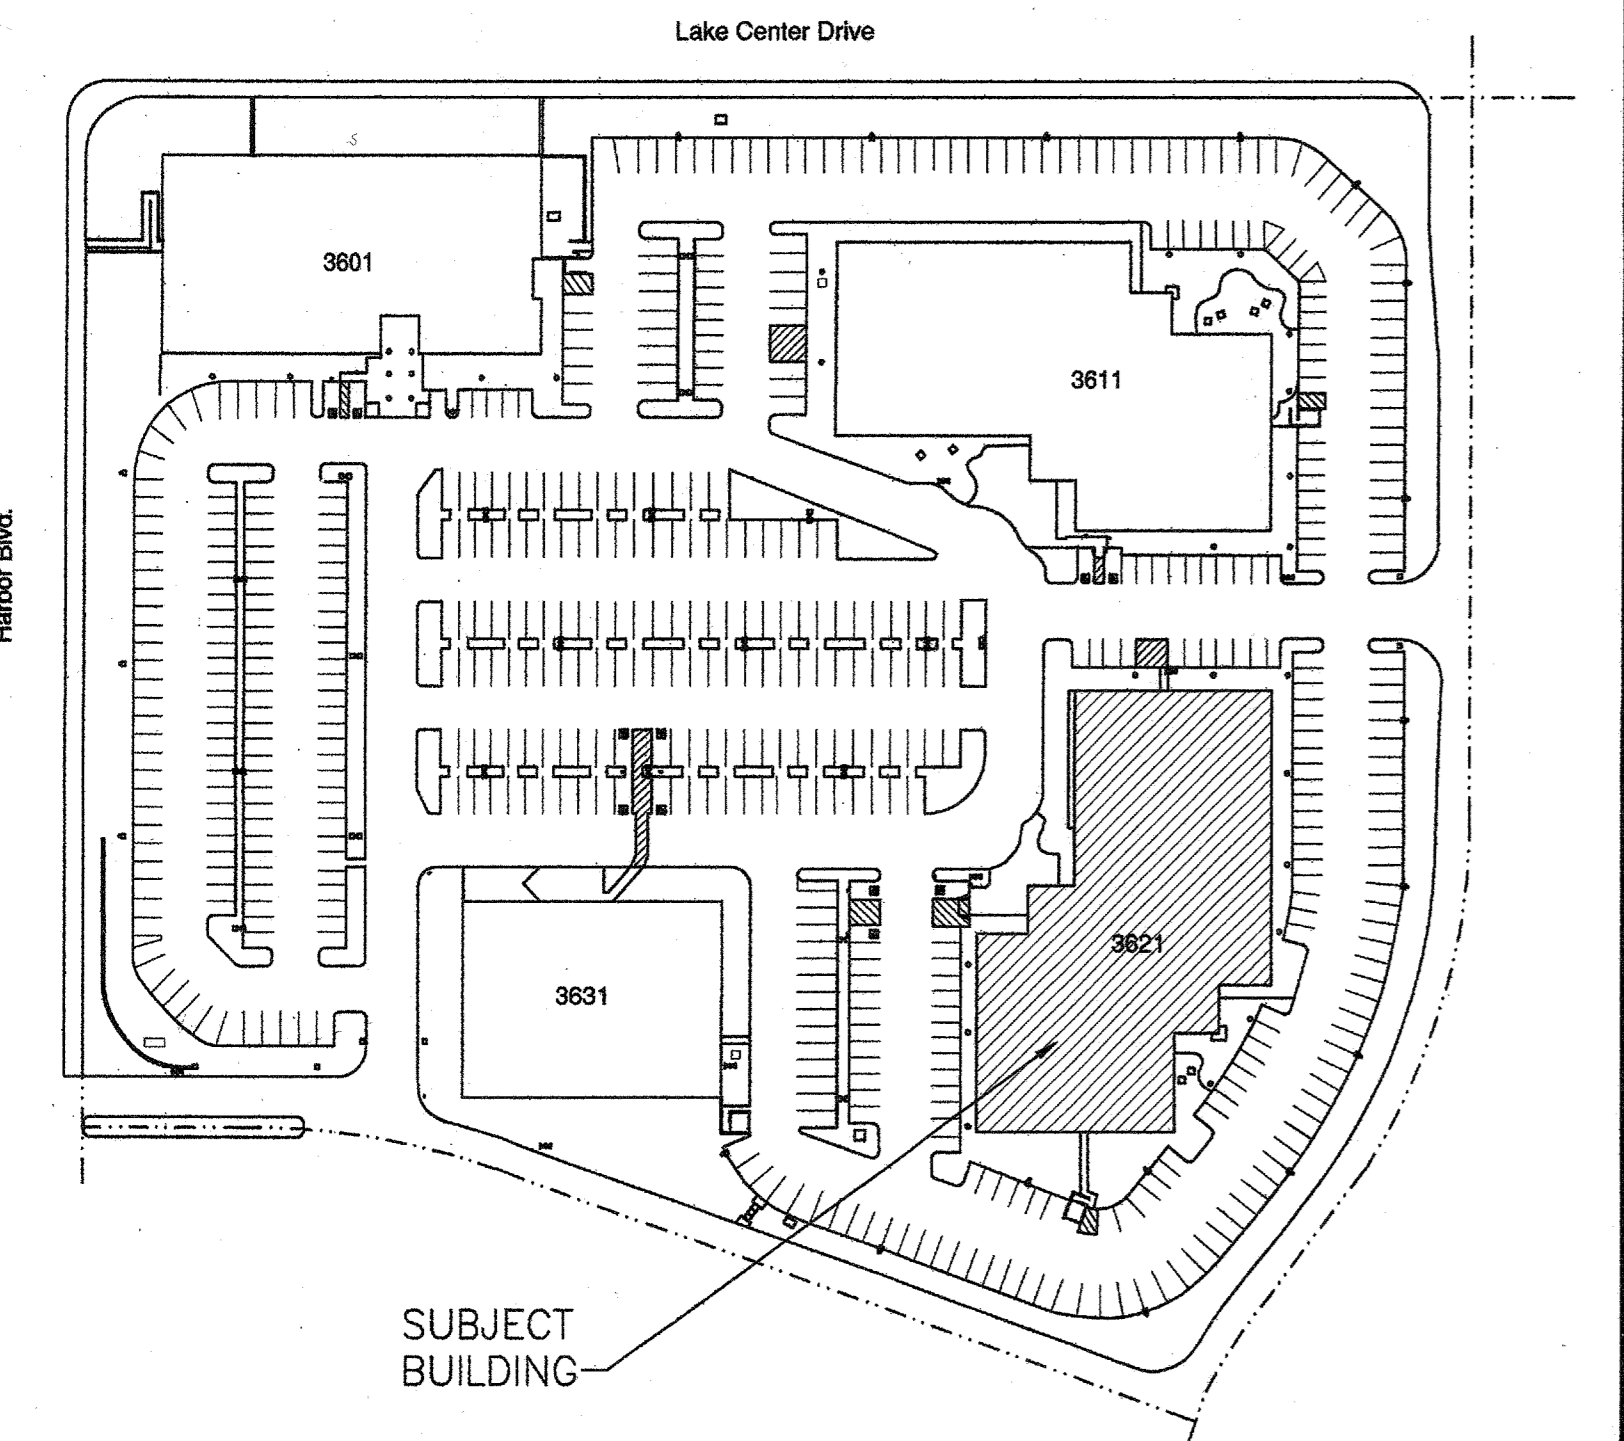 Lake Center Drive
Harbor Blvd.
3601
3611
3621
3631
SUBJECT
BUILDING